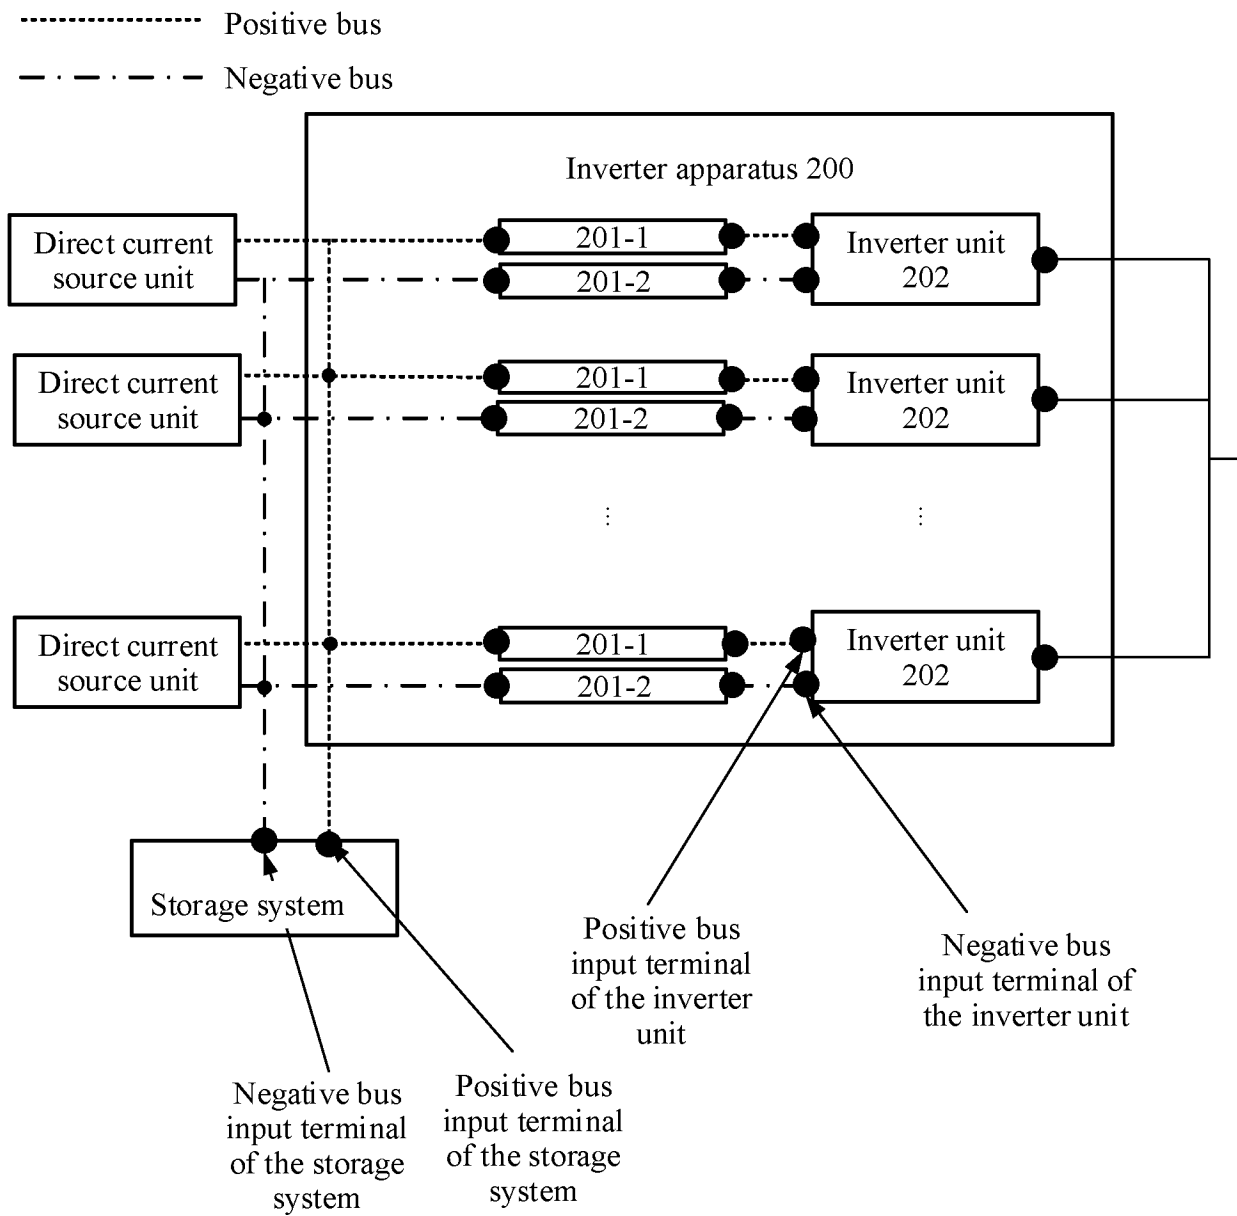 Positive bus
Negative bus
Inverter apparatus 200
Direct current
source unit
201-1
201-2
Inverter unit
202
Direct current
source unit
201-1
201-2
Inverter unit
202
Direct current
source unit
201-1
201-2
Inverter unit
202
Storage system
Positive bus
input terminal
of the inverter
unit
Negative bus
input terminal of
the inverter unit
Negative bus
input terminal
of the storage
system
Positive bus
input terminal
of the storage
system